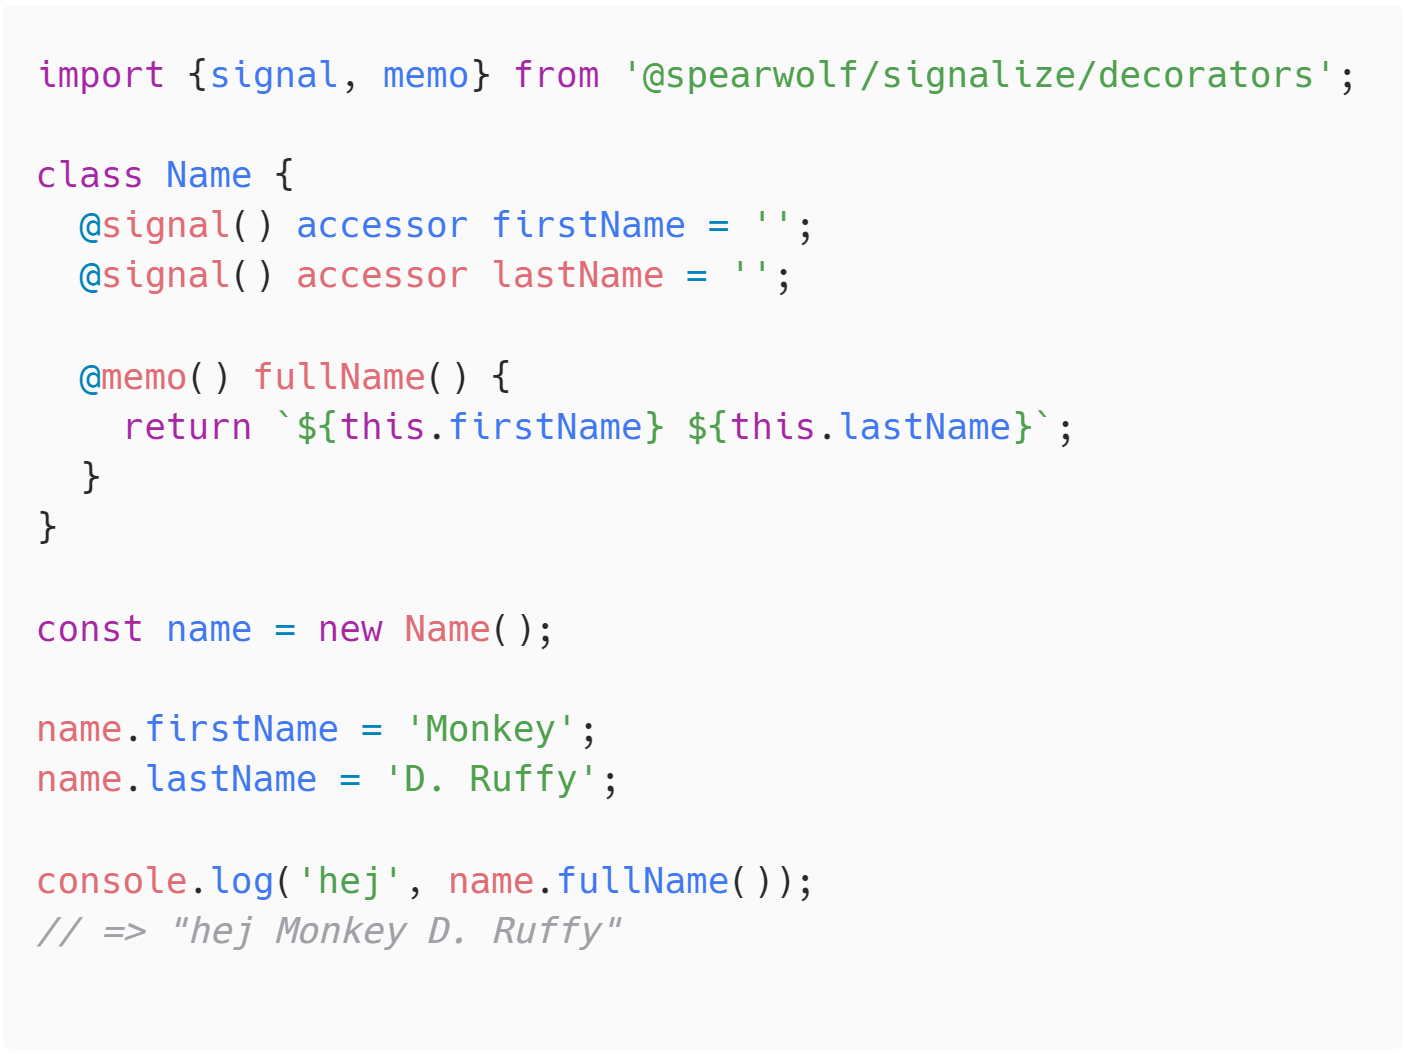 import {signal, memo} from '@spearwolf/signalize/decorators';

class Name {
  @signal() accessor firstName = '';
  @signal() accessor lastName = '';

  @memo() fullName() {
    return `${this.firstName} ${this.lastName}`;
  }
}

const name = new Name();

name.firstName = 'Monkey';
name.lastName = 'D. Ruffy';

console.log('hej', name.fullName());
// => "hej Monkey D. Ruffy"